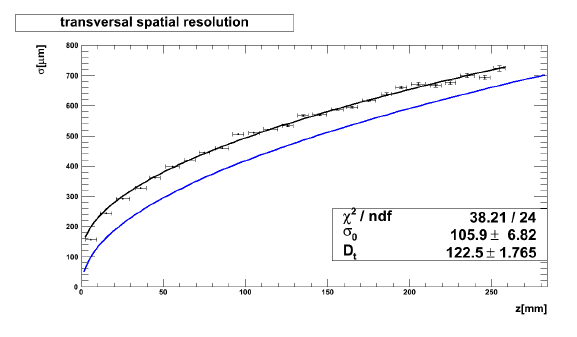 transversal spatial resolution
σ[μm]
800
700
600
500
400
300
200
100
0
0 50 100 150 200 250
z[mm]
χ² / ndf 38.21 / 24
σ₀ 105.9 ± 6.82
Dₜ 122.5 ± 1.765